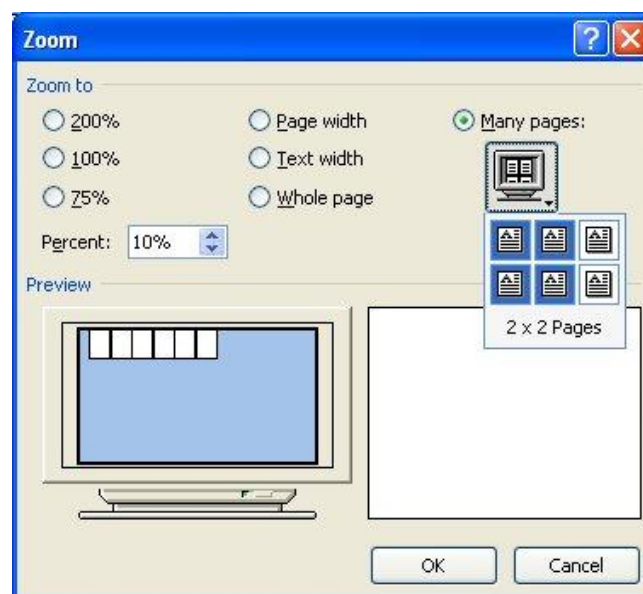 Zoom
Zoom to
200% Page width Many pages:
100% Text width
75% Whole page
Percent: 10%
2 x 2 Pages
Preview
OK Cancel